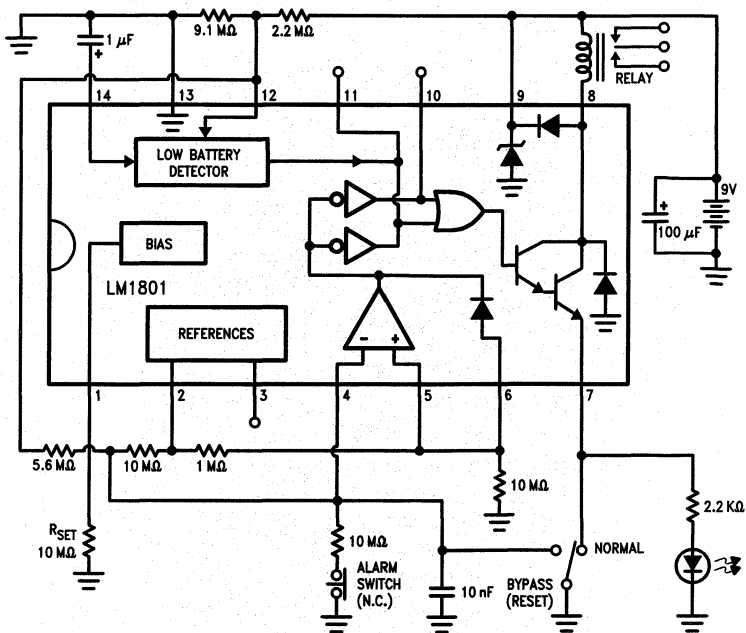 1 μF
9.1 MΩ
2.2 MΩ
RELAY
14
13
12
11
10
9
8
LOW BATTERY
DETECTOR
9V
100 μF
BIAS
LM1801
REFERENCES
- +
1
2
3
4
5
6
7
5.6 MΩ
10 MΩ
1 MΩ
10 MΩ
RSET
10 MΩ
10 MΩ
ALARM
SWITCH
(N.C.)
10 nF
NORMAL
BYPASS
(RESET)
2.2 KΩ
+
+